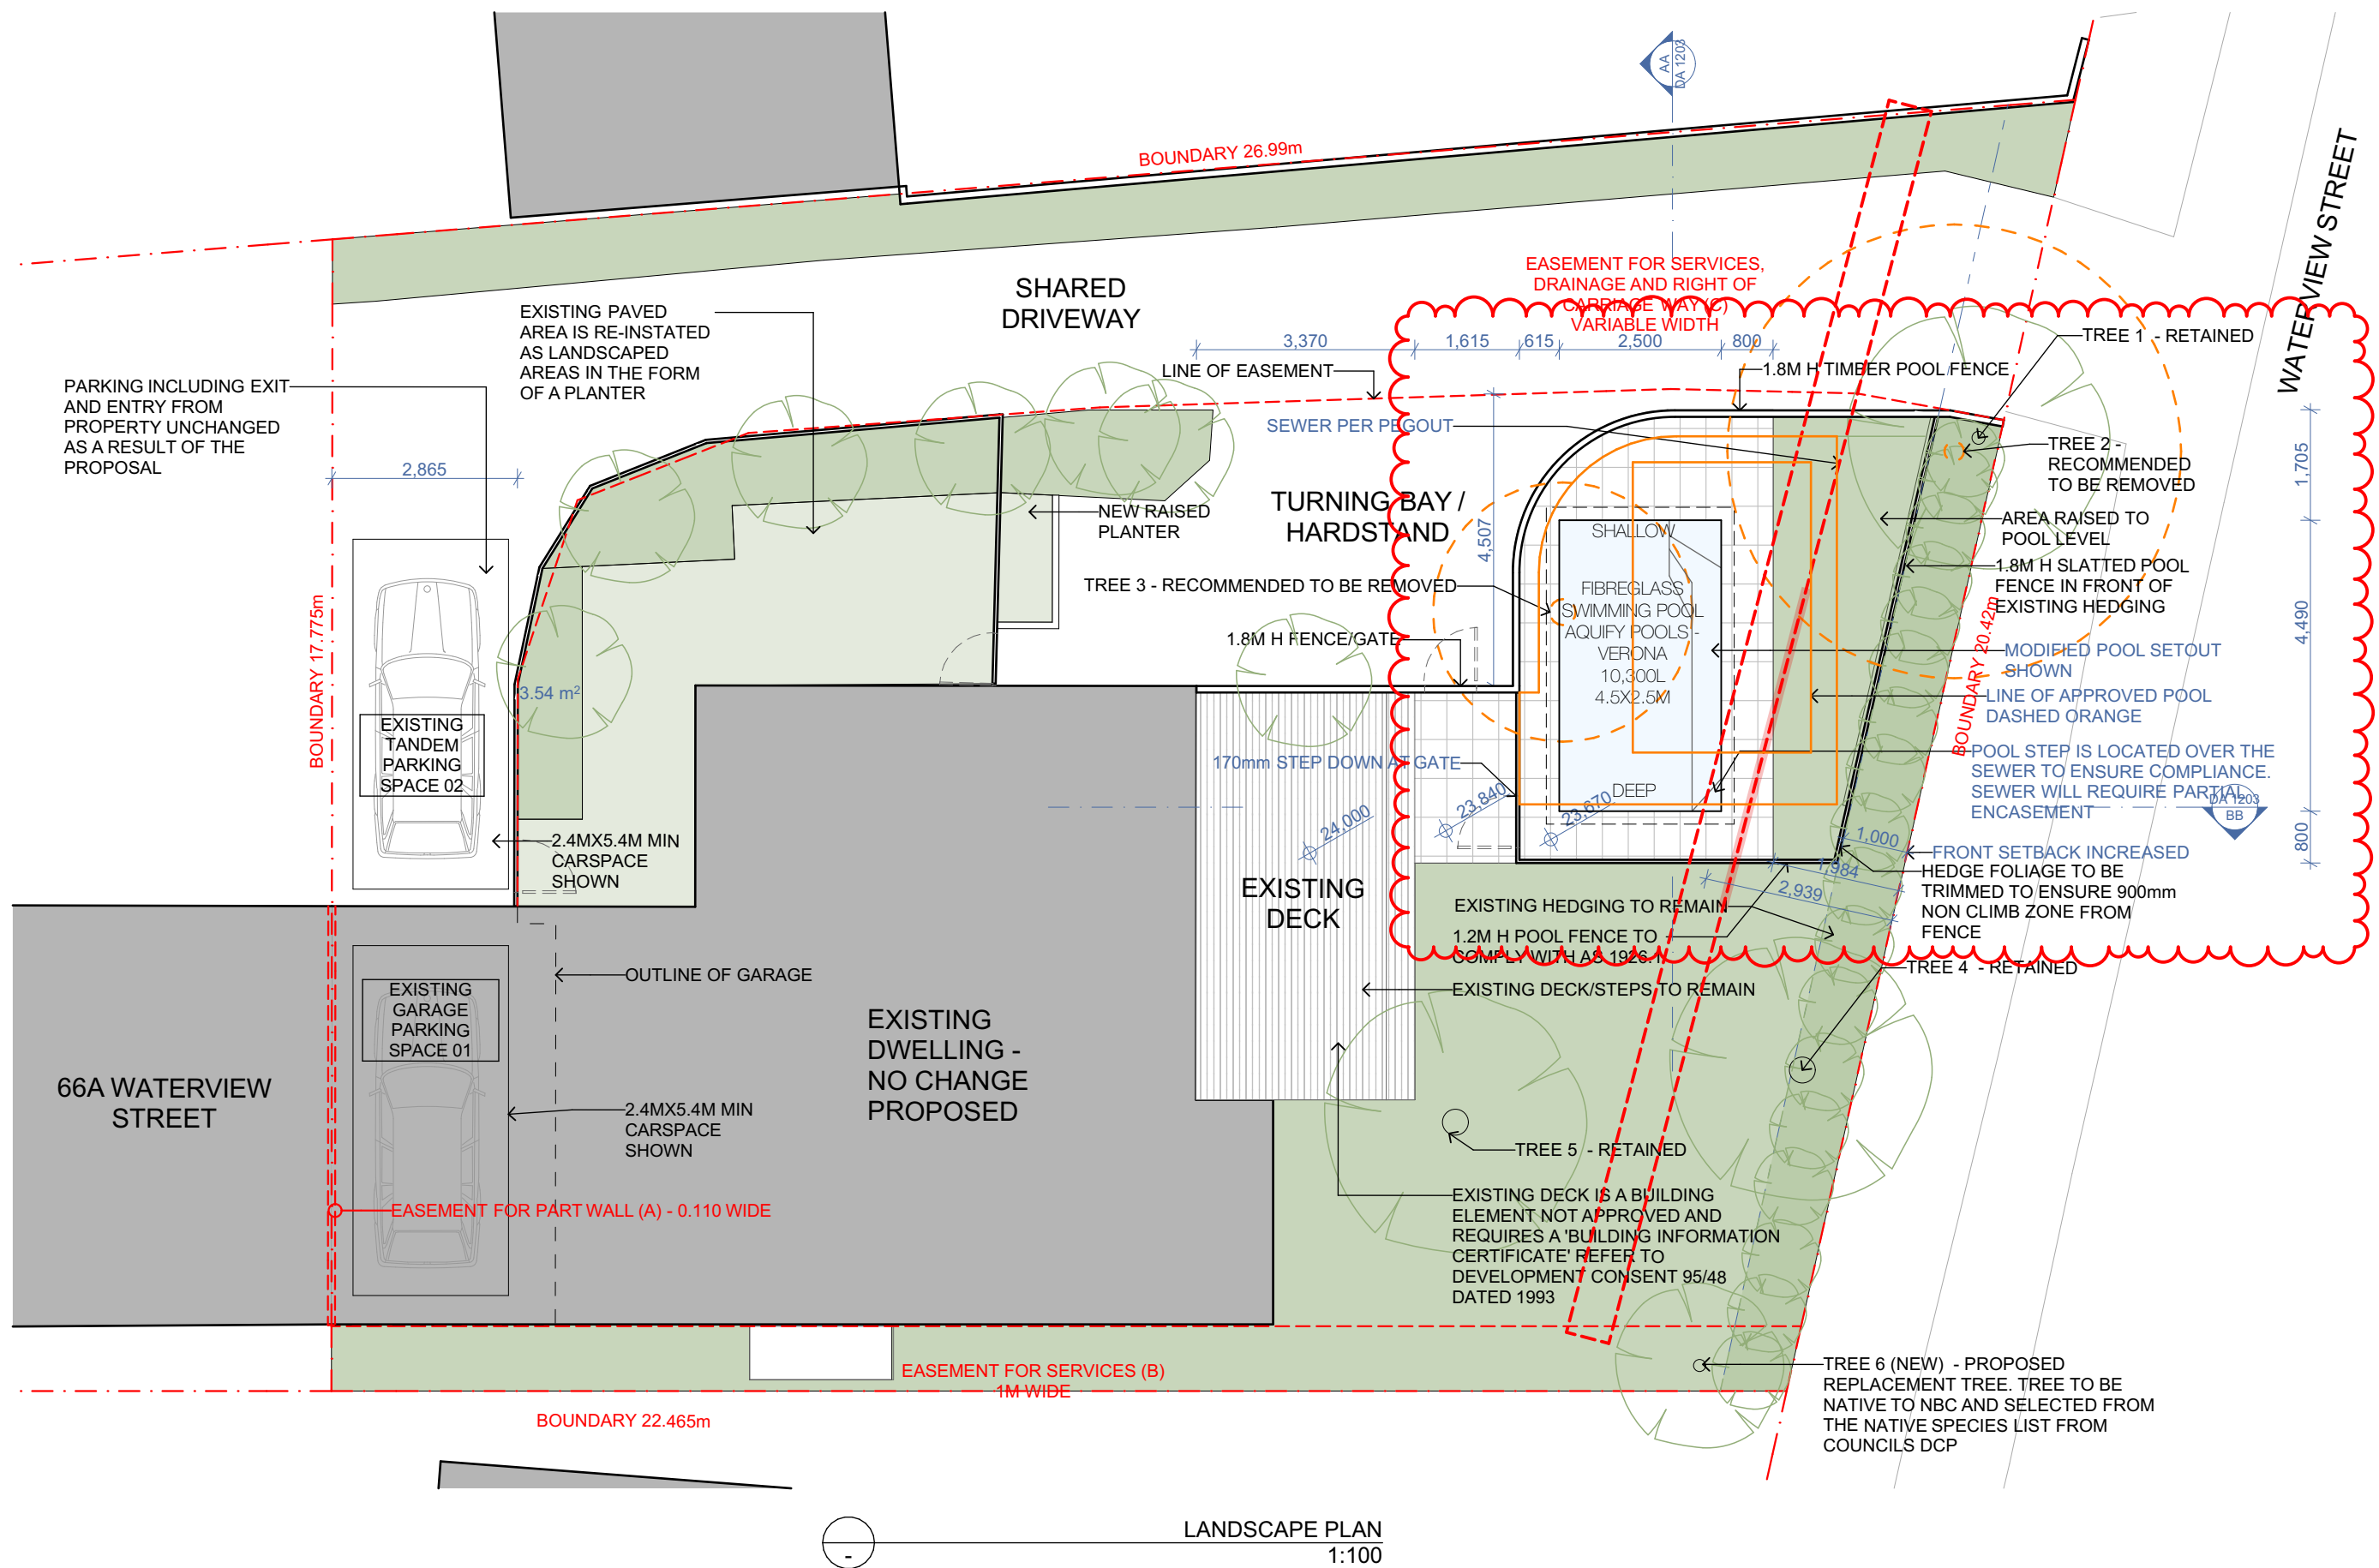 AA
DA 1203
BOUNDARY 26.99m
WATERVIEW STREET
SHARED
DRIVEWAY
EASEMENT FOR SERVICES,
DRAINAGE AND RIGHT OF
CARRIAGE WAY (C)
VARIABLE WIDTH
EXISTING PAVED
AREA IS RE-INSTATED
AS LANDSCAPED
AREAS IN THE FORM
OF A PLANTER
PARKING INCLUDING EXIT
AND ENTRY FROM
PROPERTY UNCHANGED
AS A RESULT OF THE
PROPOSAL
2,865
3,370
1,615
615
2,500
800
LINE OF EASEMENT
1.8M H TIMBER POOL FENCE
TREE 1 - RETAINED
SEWER PER PEGOUT
TREE 2 -
RECOMMENDED
TO BE REMOVED
1,705
NEW RAISED
PLANTER
TURNING BAY /
HARDSTAND
4,507
AREA RAISED TO
POOL LEVEL
1.8M H SLATTED POOL
FENCE IN FRONT OF
EXISTING HEDGING
4,490
TREE 3 - RECOMMENDED TO BE REMOVED
1.8M H FENCE/GATE
SHALLOW
FIBREGLASS
SWIMMING POOL
AQUIFY POOLS -
VERONA
10,300L
4.5X2.5M
DEEP
BOUNDARY 20.42m
MODIFIED POOL SETOUT
SHOWN
LINE OF APPROVED POOL
DASHED ORANGE
POOL STEP IS LOCATED OVER THE
SEWER TO ENSURE COMPLIANCE.
SEWER WILL REQUIRE PARTIAL
ENCASEMENT
DA 1203
BB
800
BOUNDARY 17.775m
3.54 m²
EXISTING
TANDEM
PARKING
SPACE 02
2.4MX5.4M MIN
CARSPACE
SHOWN
170mm STEP DOWN AT GATE
24,000
23,840
23,670
1,000
1,984
2,939
FRONT SETBACK INCREASED
HEDGE FOLIAGE TO BE
TRIMMED TO ENSURE 900mm
NON CLIMB ZONE FROM
FENCE
EXISTING
DECK
EXISTING HEDGING TO REMAIN
1.2M H POOL FENCE TO
COMPLY WITH AS 1926.1
TREE 4 - RETAINED
EXISTING DECK/STEPS TO REMAIN
OUTLINE OF GARAGE
EXISTING
GARAGE
PARKING
SPACE 01
EXISTING
DWELLING -
NO CHANGE
PROPOSED
66A WATERVIEW
STREET
2.4MX5.4M MIN
CARSPACE
SHOWN
TREE 5 - RETAINED
EXISTING DECK IS A BUILDING
ELEMENT NOT APPROVED AND
REQUIRES A 'BUILDING INFORMATION
CERTIFICATE' REFER TO
DEVELOPMENT CONSENT 95/48
DATED 1993
EASEMENT FOR PART WALL (A) - 0.110 WIDE
EASEMENT FOR SERVICES (B)
1M WIDE
TREE 6 (NEW) - PROPOSED
REPLACEMENT TREE. TREE TO BE
NATIVE TO NBC AND SELECTED FROM
THE NATIVE SPECIES LIST FROM
COUNCILS DCP
BOUNDARY 22.465m
LANDSCAPE PLAN
-
1:100